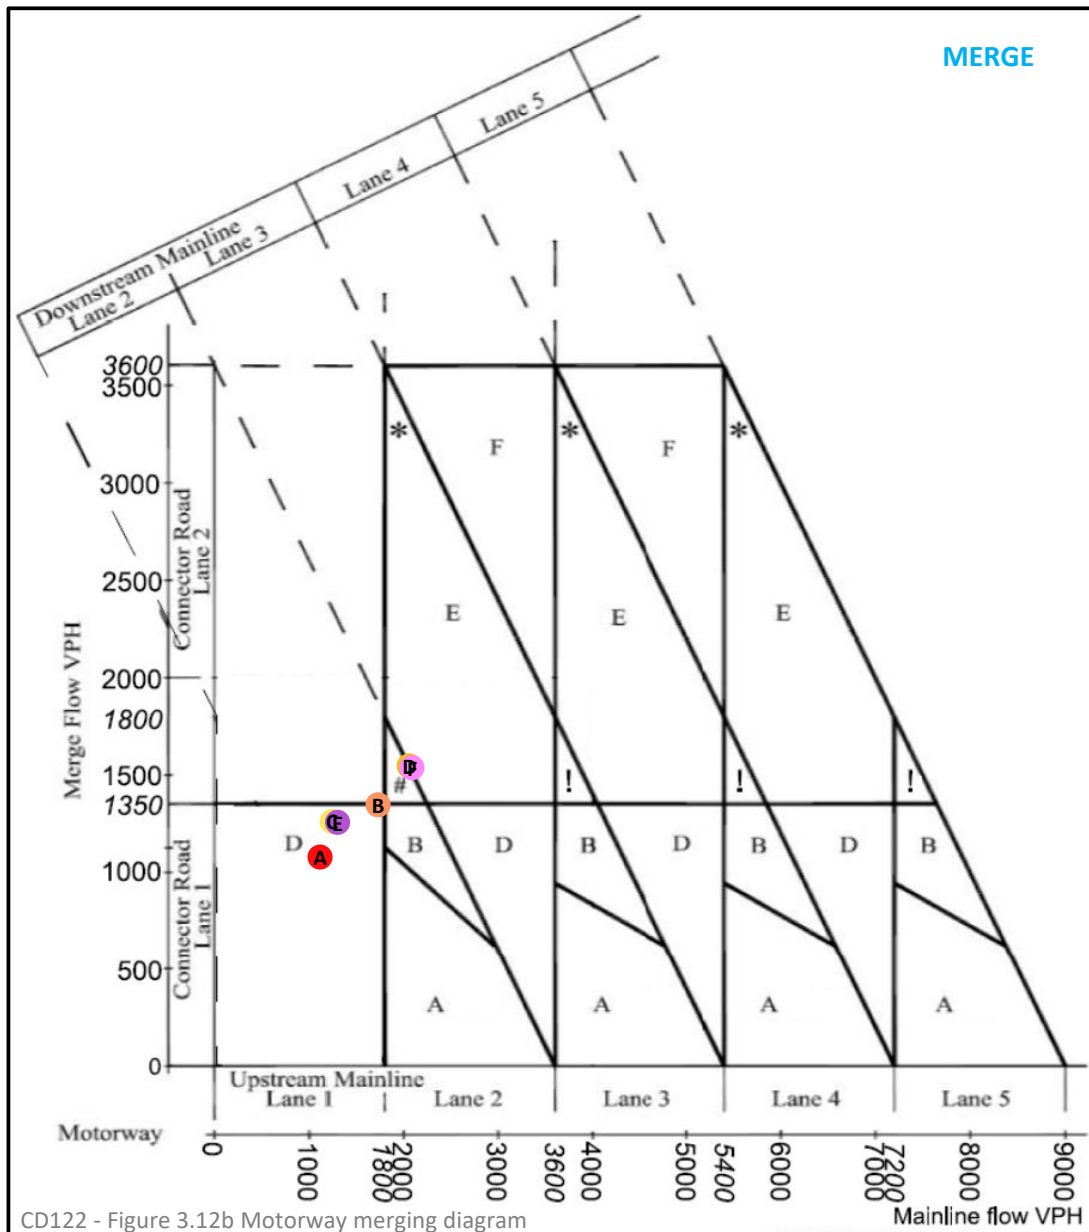 MERGE
Lane 5
Lane 4
Downstream Mainline
Lane 3
Lane 2
3600
3500
3000
2500
2000
1800
1500
1350
1000
500
0
Merge Flow VPH
Connector Road
Lane 2
Connector Road
Lane 1
*
*
*
F
F
E
E
E
#
!
!
!
D
B
D
B
D
B
D
B
A
A
A
A
A
B
C
E
D
F
Upstream Mainline
Lane 1
Lane 2
Lane 3
Lane 4
Lane 5
Motorway
0
1000
1800
2000
3000
3600
4000
5000
5400
6000
7000
7200
8000
9000
Mainline flow VPH
CD122 - Figure 3.12b Motorway merging diagram